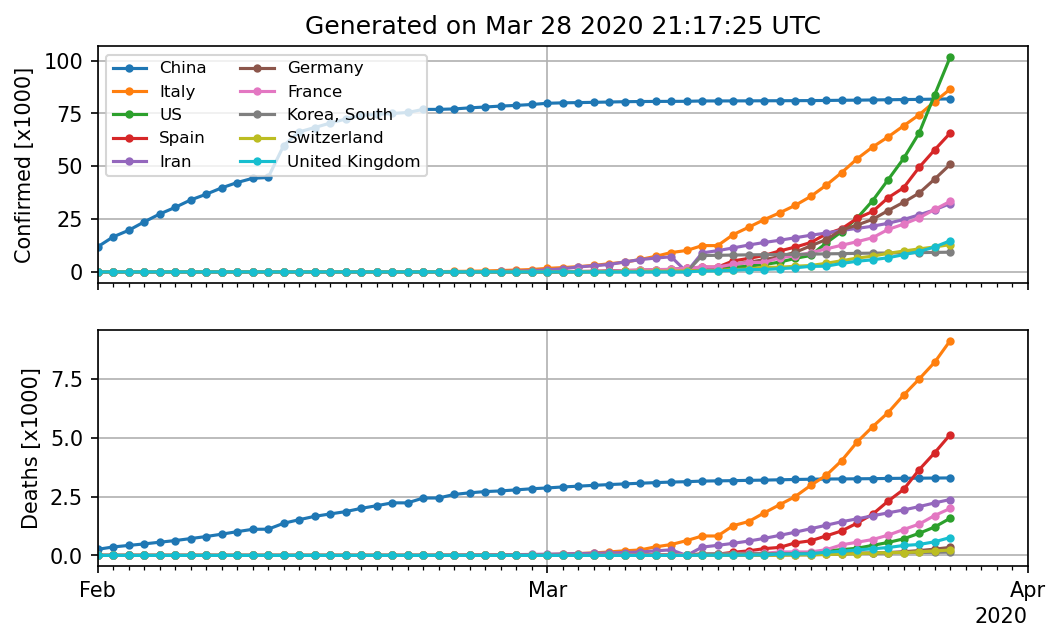 Generated on Mar 28 2020 21:17:25 UTC
Confirmed [x1000]
100
75
50
25
0
China
Italy
US
Spain
Iran
Germany
France
Korea, South
Switzerland
United Kingdom
Deaths [x1000]
7.5
5.0
2.5
0.0
Feb
Mar
Apr
2020